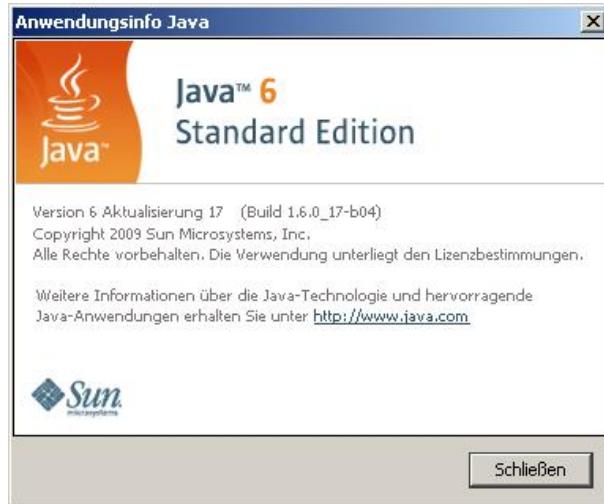 Anwendungsinfo Java
Java™ 6
Standard Edition
Java™
Version 6 Aktualisierung 17 (Build 1.6.0_17-b04)
Copyright 2009 Sun Microsystems, Inc.
Alle Rechte vorbehalten. Die Verwendung unterliegt den Lizenzbestimmungen.
Weitere Informationen über die Java-Technologie und hervorragende
Java-Anwendungen erhalten Sie unter http://www.java.com
Sun
microsystems
Schließen